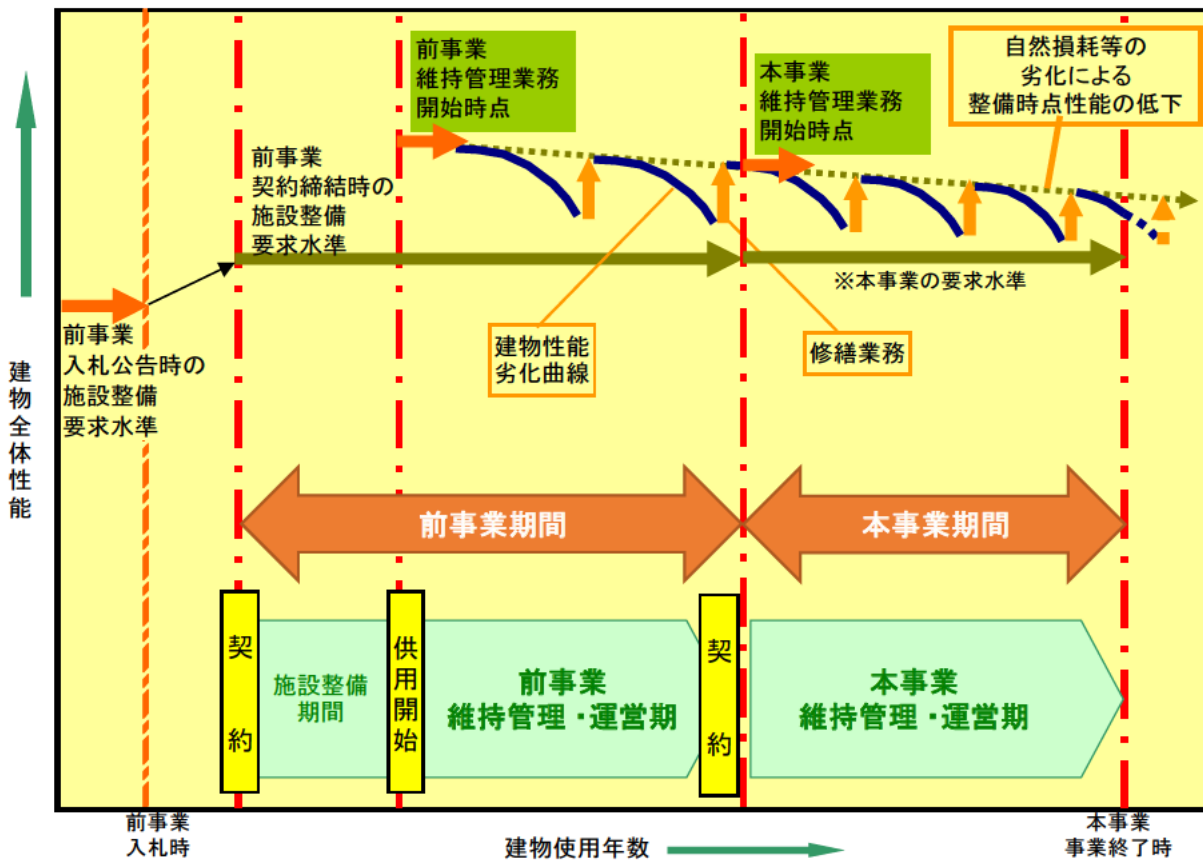 前事業
維持管理業務
開始時点
本事業
維持管理業務
開始時点
自然損耗等の
劣化による
整備時点性能の低下
前事業
契約締結時の
施設整備
要求水準
※本事業の要求水準
前事業
入札公告時の
施設整備
要求水準
建物性能
劣化曲線
修繕業務
建物全体性能
前事業期間
本事業期間
契約
施設整備
期間
供用開始
前事業
維持管理・運営期
契約
本事業
維持管理・運営期
前事業
入札時
建物使用年数
本事業
事業終了時